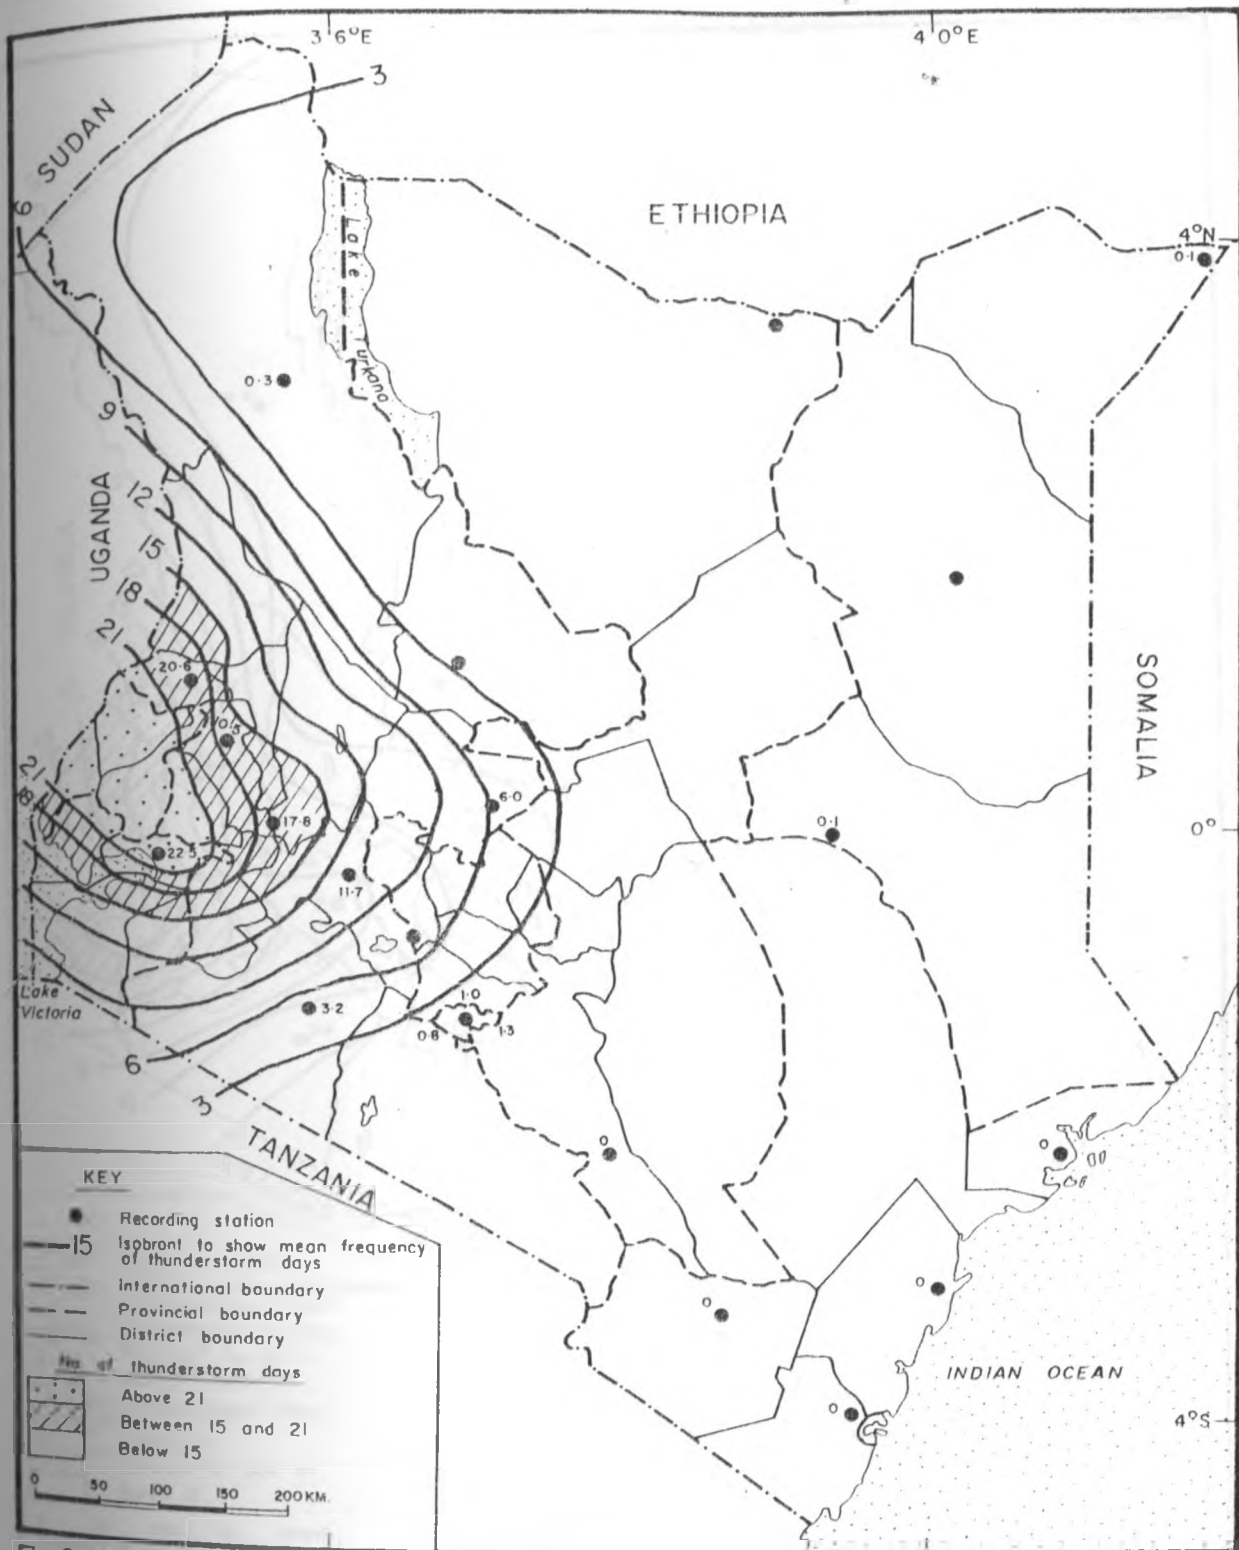 36°E
40°E
3
SUDAN
6
ETHIOPIA
4°N
0·1
Lake Turkana
0·3
9
UGANDA
12
15
18
21
SOMALIA
20·6
21
18
6·0
17·8
0·1
0°
22·5
11·7
Lake
Victoria
3·2
1·0
0·8
1·3
6
3
TANZANIA
0
0
0
0
0
INDIAN OCEAN
4°S
KEY
Recording station
15 Isobront to show mean frequency
of thunderstorm days
International boundary
Provincial boundary
District boundary
No. of thunderstorm days
Above 21
Between 15 and 21
Below 15
0 50 100 150 200 KM.